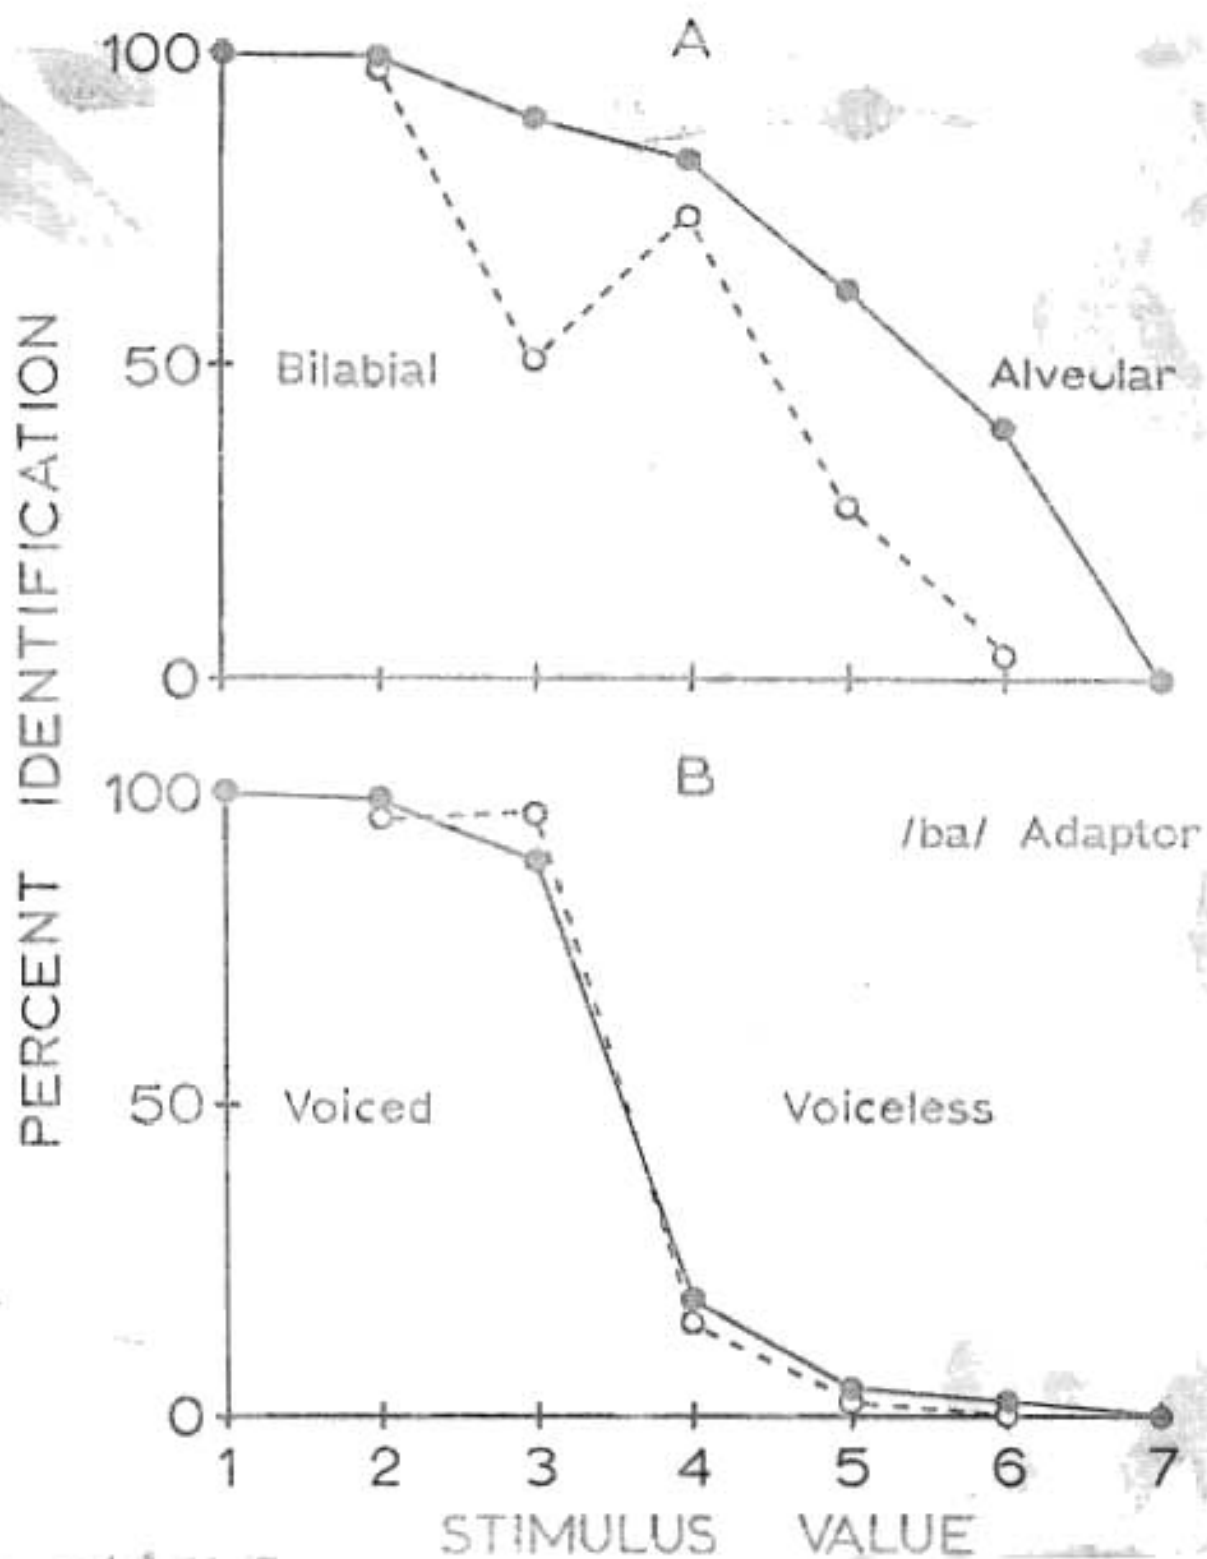 A
100
50
Bilabial
Alveolar
0
PERCENT IDENTIFICATION
B
100
/ba/ Adaptor
50
Voiced
Voiceless
0
1 2 3 4 5 6 7
STIMULUS VALUE